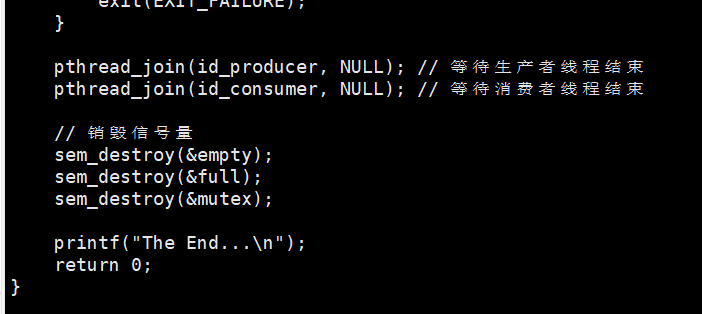 exit(EXIT_FAILURE);
}
pthread_join(id_producer, NULL); // 等待生产者线程结束
pthread_join(id_consumer, NULL); // 等待消费者线程结束
// 销毁信号量
sem_destroy(&empty);
sem_destroy(&full);
sem_destroy(&mutex);
printf("The End...\n");
return 0;
}